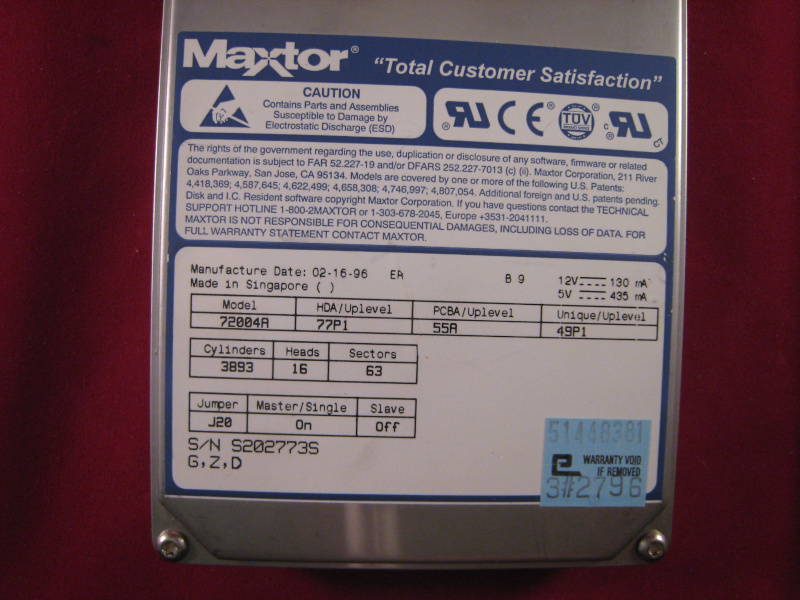 Maxtor® "Total Customer Satisfaction"
CAUTION
Contains Parts and Assemblies
Susceptible to Damage by
Electrostatic Discharge (ESD)
CE
TÜV
The rights of the government regarding the use, duplication or disclosure of any software, firmware or related
documentation is subject to FAR 52.227-19 and/or DFARS 252.227-7013 (c) (ii). Maxtor Corporation, 211 River
Oaks Parkway, San Jose, CA 95134. Models are covered by one or more of the following U.S. Patents:
4,418,369; 4,587,645; 4,622,499; 4,658,308; 4,746,997; 4,807,054. Additional foreign and U.S. patents pending.
Disk and I.C. Resident software copyright Maxtor Corporation. If you have questions contact the TECHNICAL
SUPPORT HOTLINE 1-800-2MAXTOR or 1-303-678-2045, Europe +3531-2041111.
MAXTOR IS NOT RESPONSIBLE FOR CONSEQUENTIAL DAMAGES, INCLUDING LOSS OF DATA. FOR
FULL WARRANTY STATEMENT CONTACT MAXTOR.
Manufacture Date: 02-16-96 ER B 9 12V 130 mA
Made in Singapore ( ) 5V 435 mA
Model HDA/Uplevel PCBA/Uplevel Unique/Uplevel
72004A 77P1 55A 49P1
Cylinders Heads Sectors
3893 16 63
Jumper Master/Single Slave
J20 On Off
S/N S202773S
G,Z,D
51440381
WARRANTY VOID
IF REMOVED
3#2796